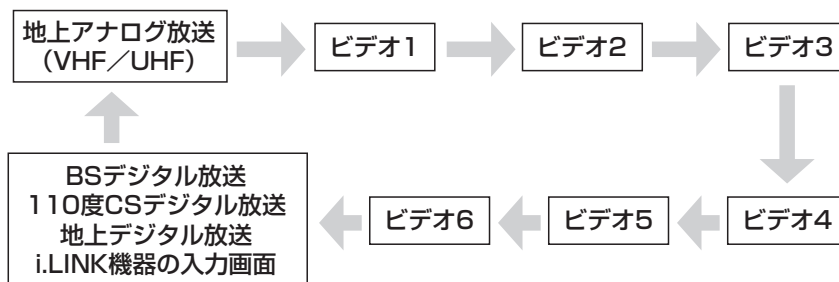 地上アナログ放送
（VHF／UHF）
ビデオ1
ビデオ2
ビデオ3
ビデオ4
ビデオ5
ビデオ6
BSデジタル放送
110度CSデジタル放送
地上デジタル放送
i.LINK機器の入力画面